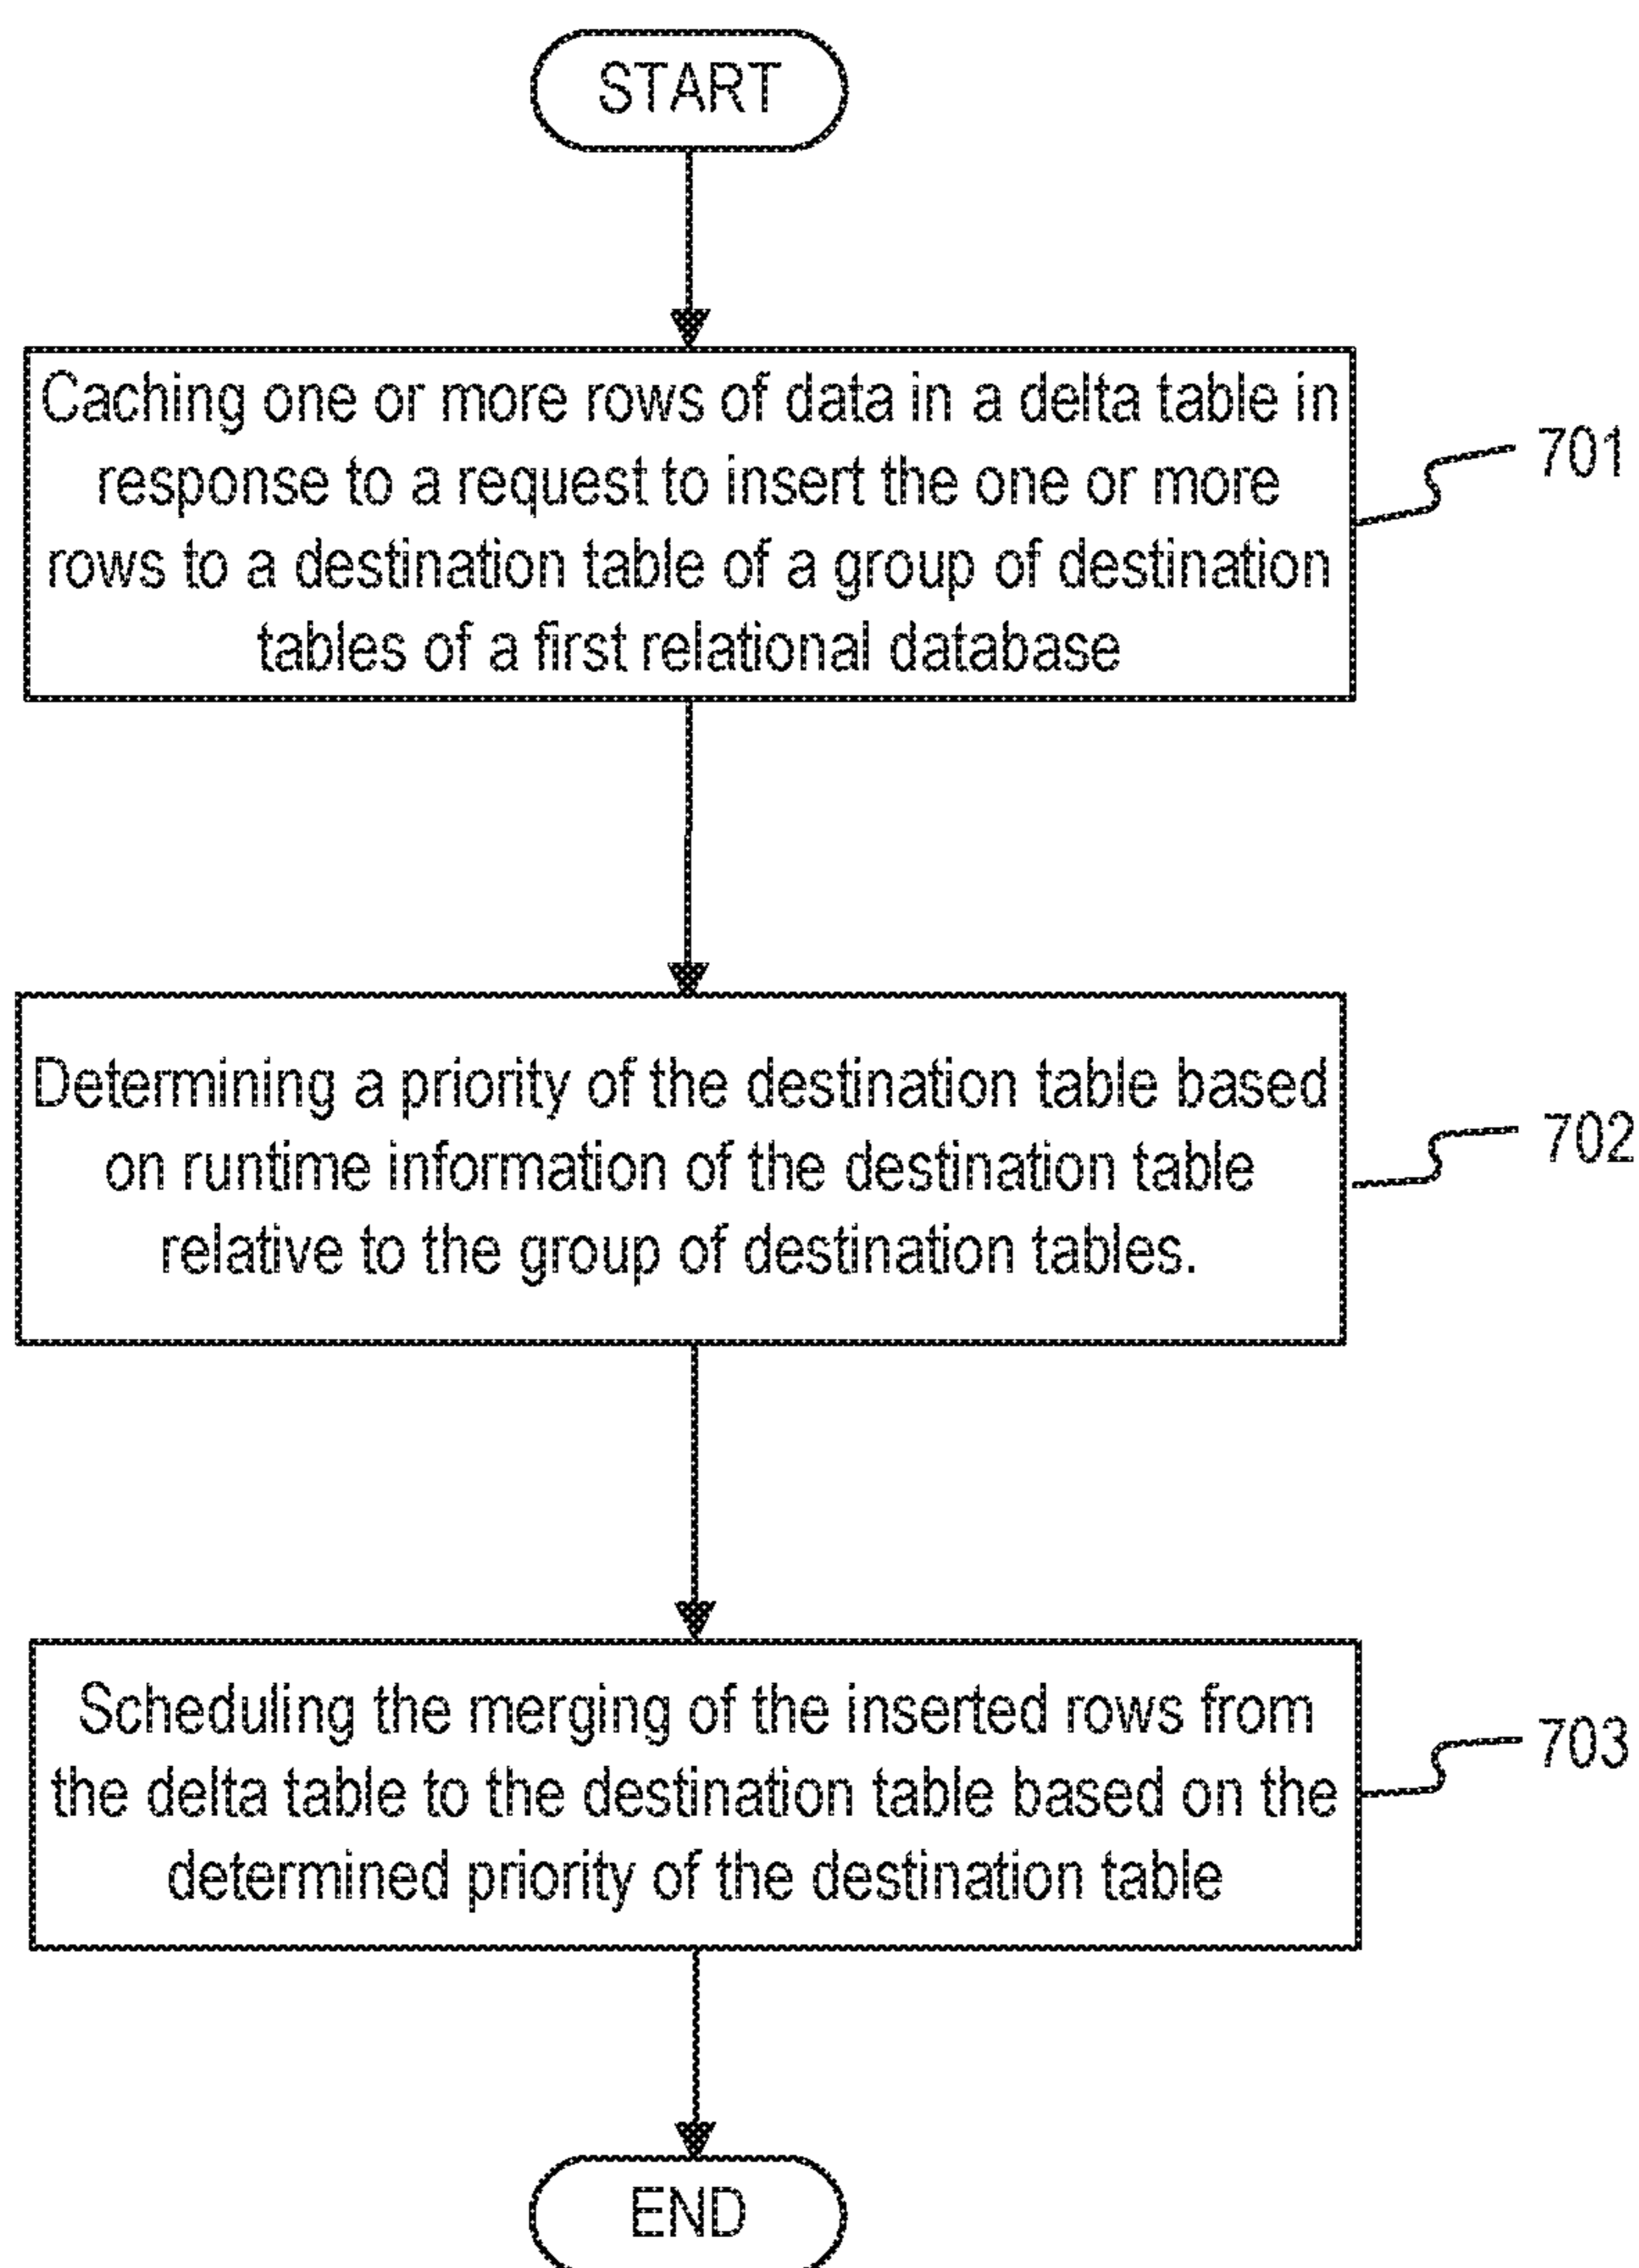 START
Caching one or more rows of data in a delta table in
response to a request to insert the one or more
rows to a destination table of a group of destination
tables of a first relational database
701
Determining a priority of the destination table based
on runtime information of the destination table
relative to the group of destination tables.
702
Scheduling the merging of the inserted rows from
the delta table to the destination table based on the
determined priority of the destination table
703
END